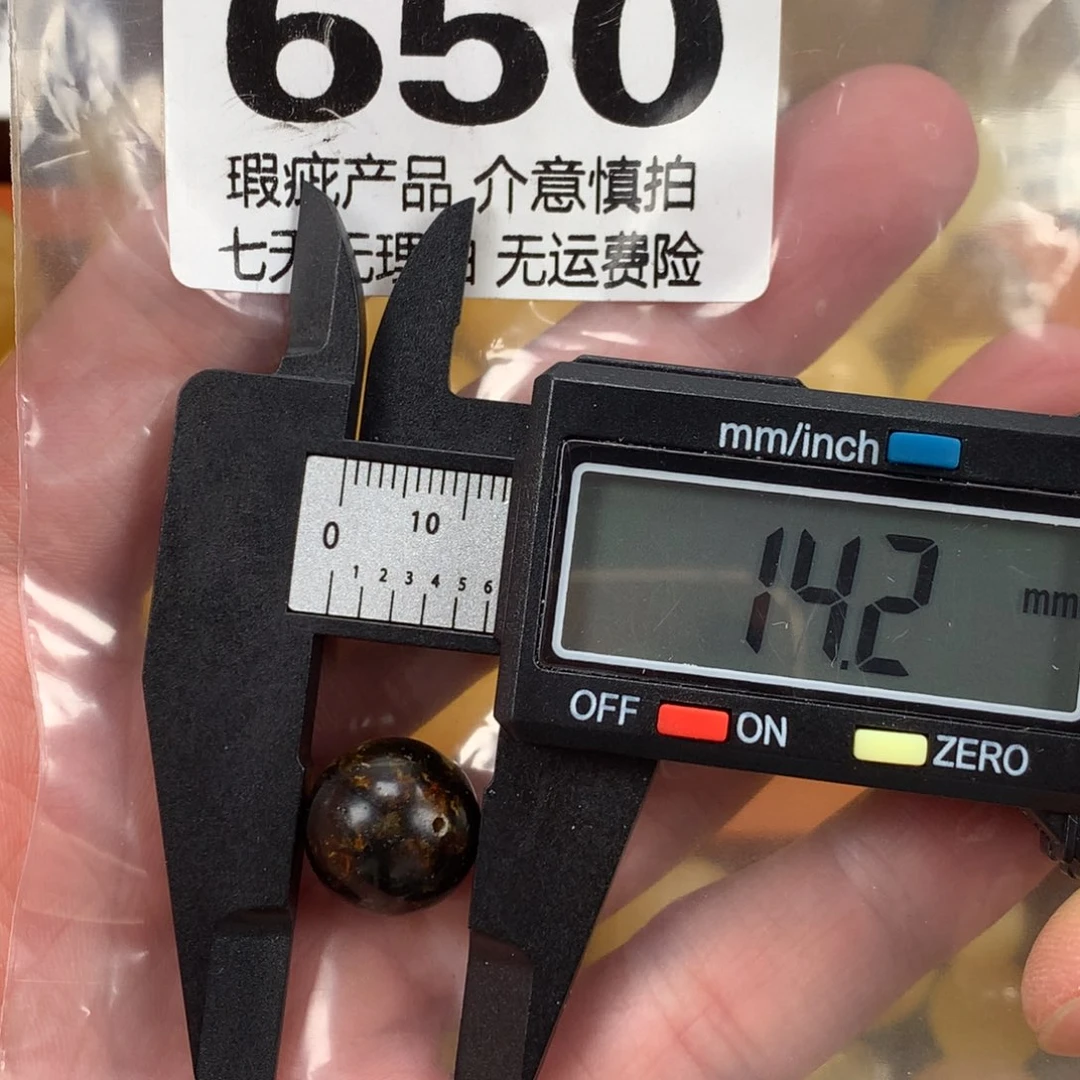 650
瑕疵产品 介意慎拍
七天无理由 无运费险
mm/inch
0 10
1 2 3 4 5 6
14.2 mm
OFF ON ZERO